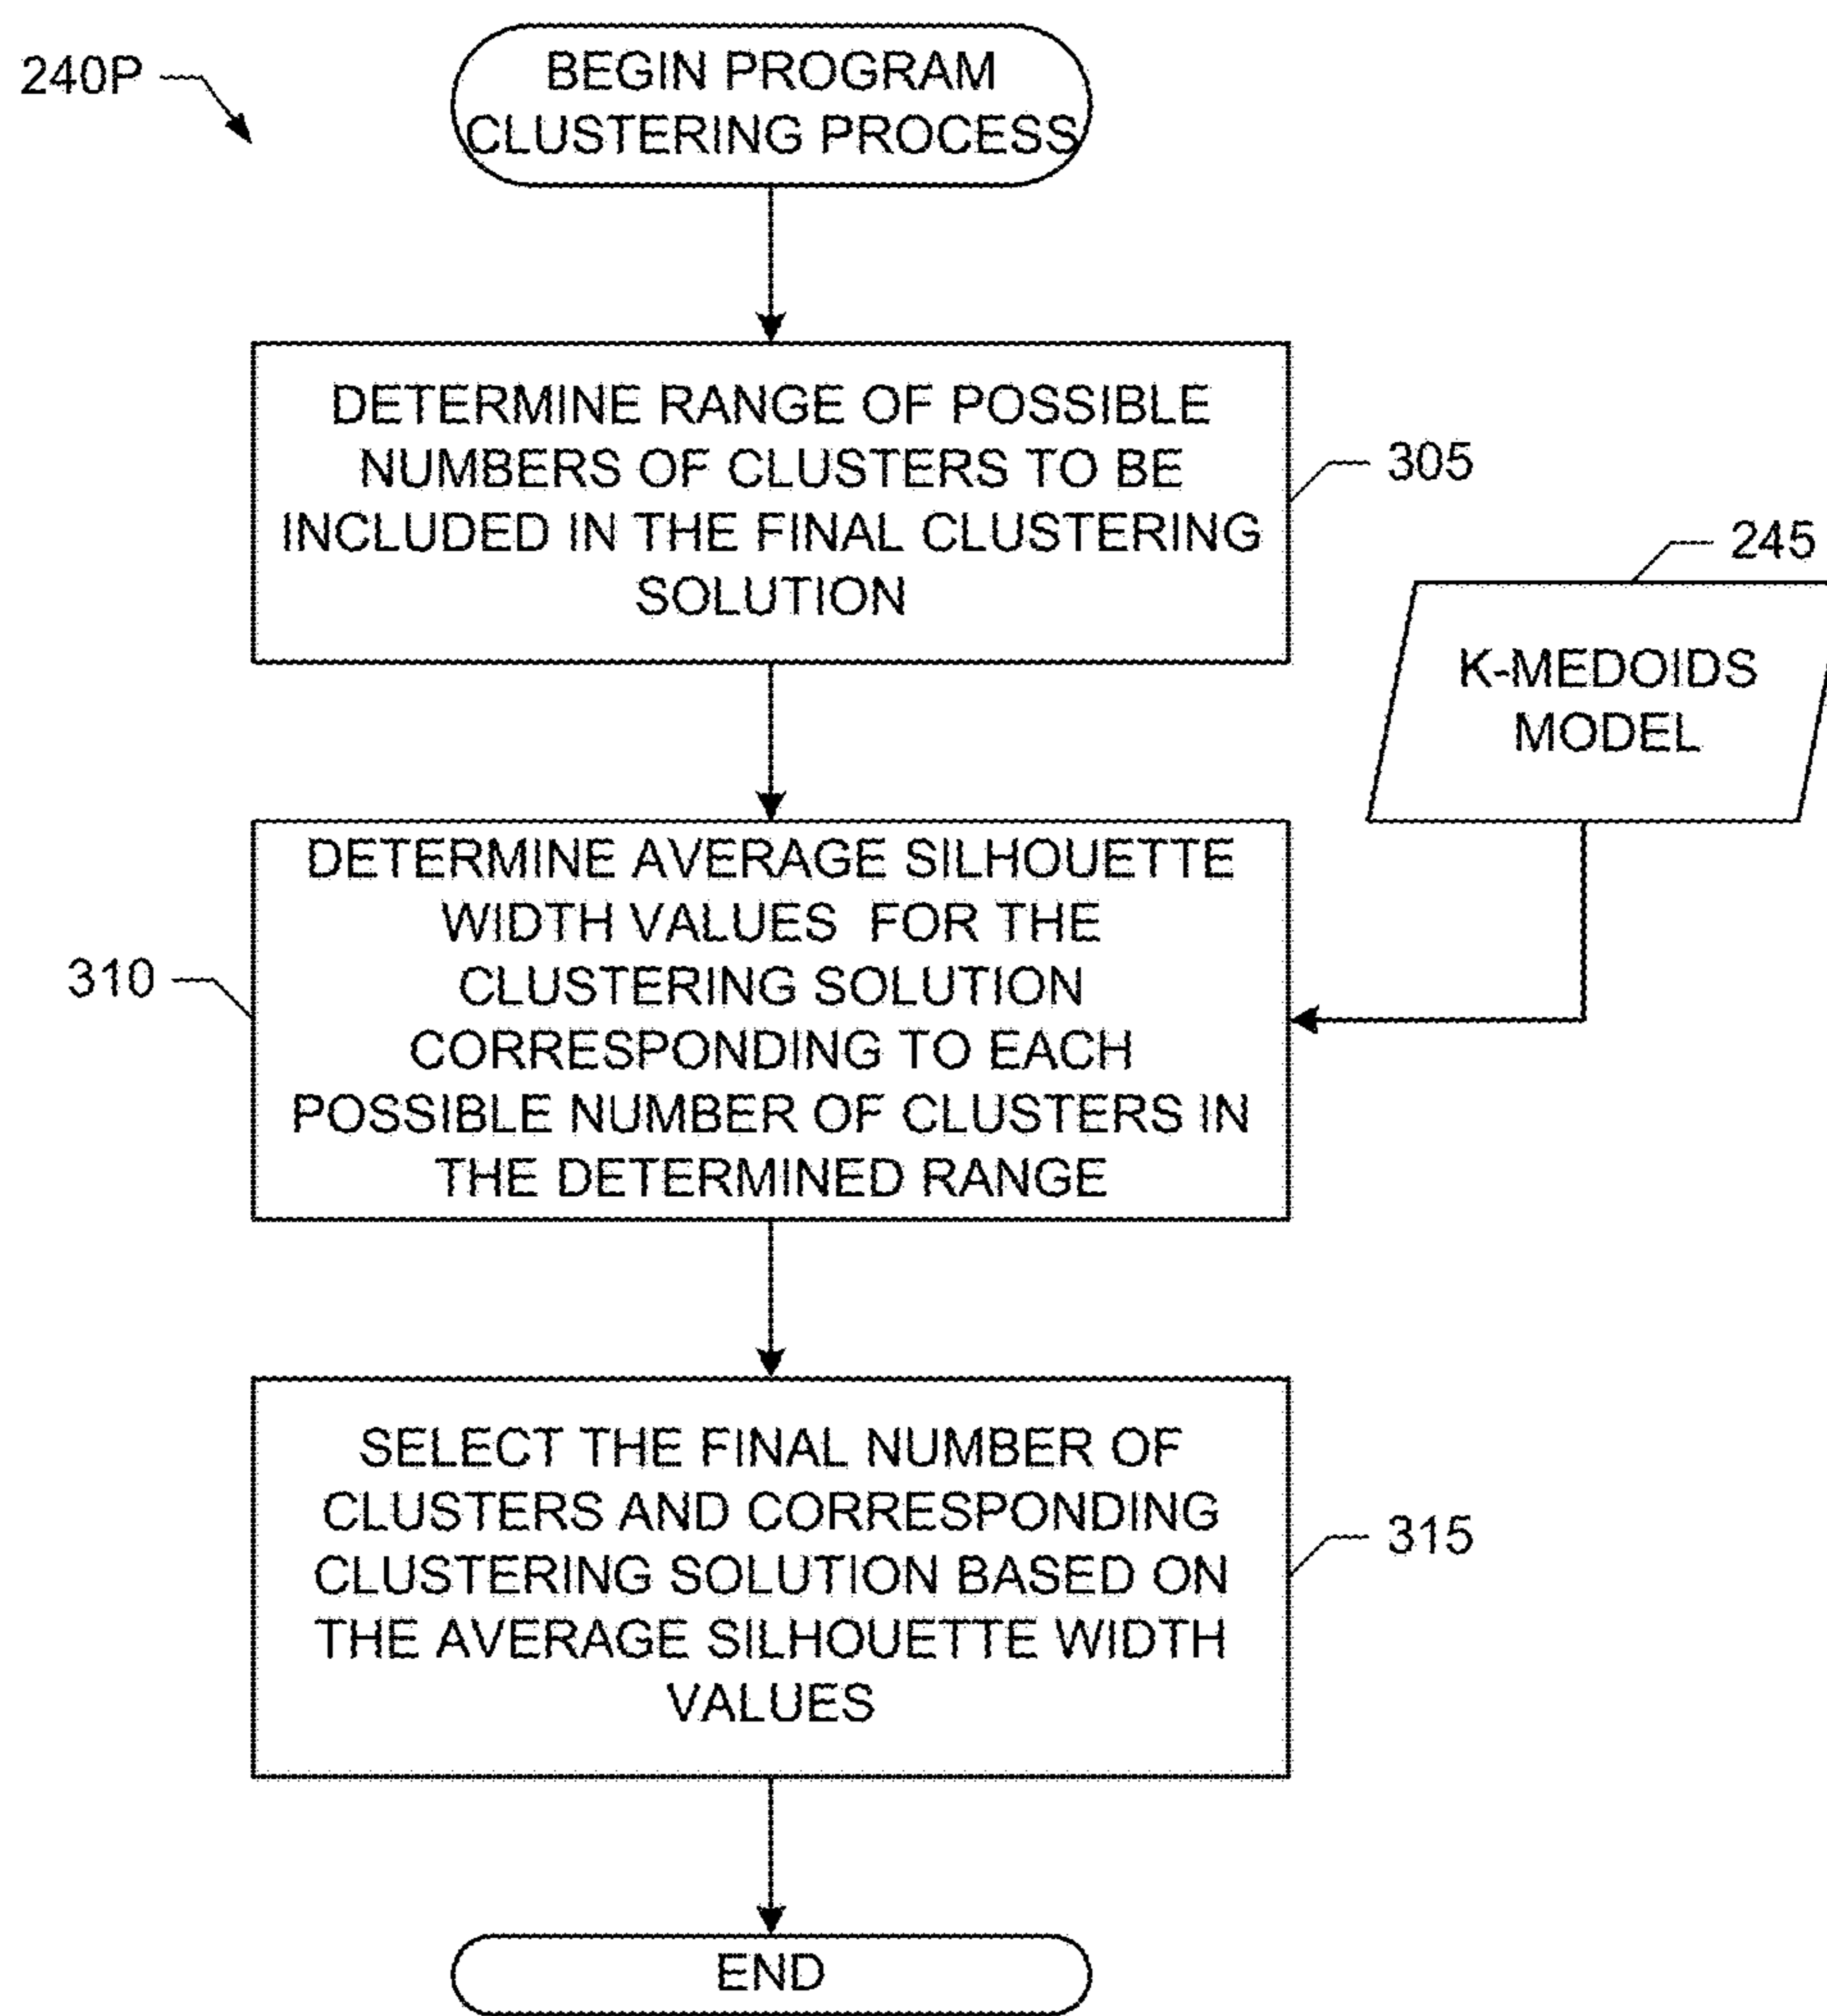 240P
BEGIN PROGRAM
CLUSTERING PROCESS
DETERMINE RANGE OF POSSIBLE
NUMBERS OF CLUSTERS TO BE
INCLUDED IN THE FINAL CLUSTERING
SOLUTION
305
245
K-MEDOIDS
MODEL
DETERMINE AVERAGE SILHOUETTE
WIDTH VALUES FOR THE
CLUSTERING SOLUTION
CORRESPONDING TO EACH
POSSIBLE NUMBER OF CLUSTERS IN
THE DETERMINED RANGE
310
SELECT THE FINAL NUMBER OF
CLUSTERS AND CORRESPONDING
CLUSTERING SOLUTION BASED ON
THE AVERAGE SILHOUETTE WIDTH
VALUES
315
END